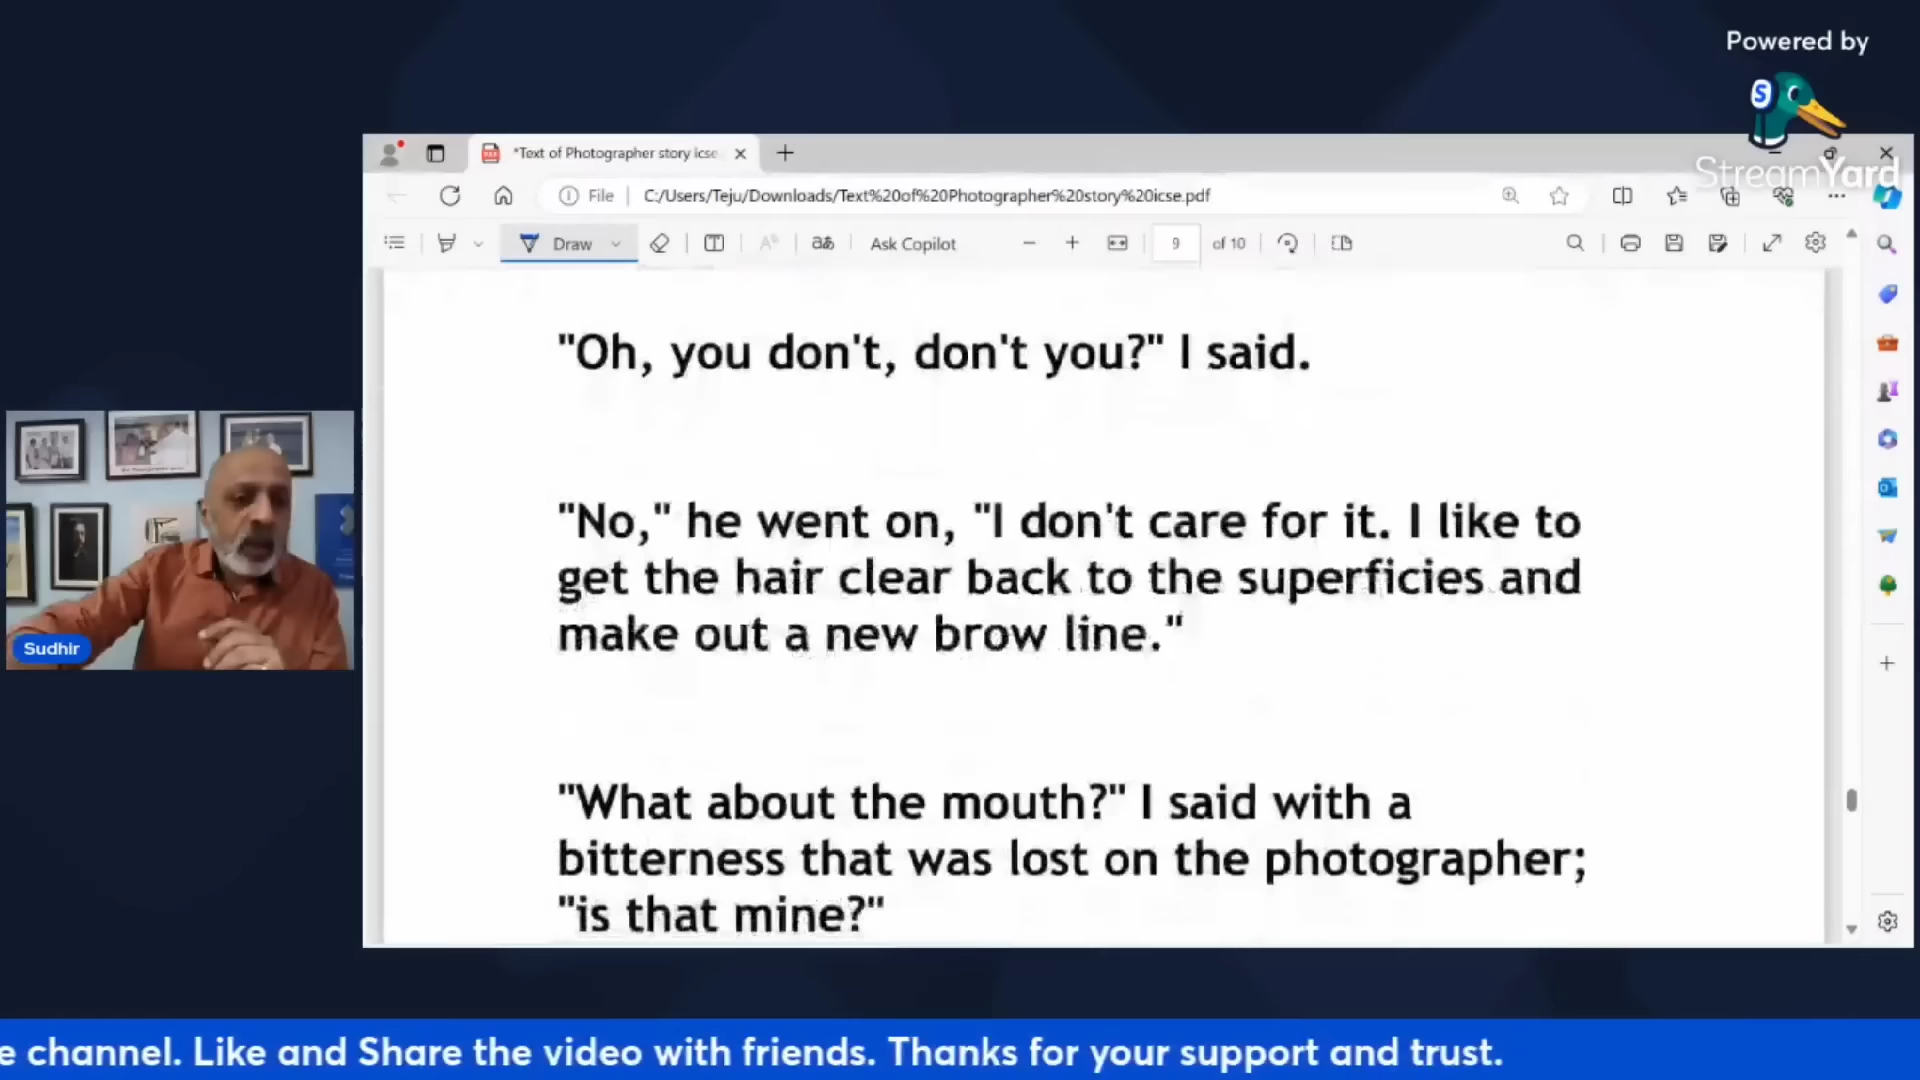 Powered by
S
StreamYard
*Text of Photographer story icse
File
C:/Users/Teju/Downloads/Text%20of%20Photographer%20story%20icse.pdf
Draw
aあ
Ask Copilot
9
of 10
"Oh, you don't, don't you?" I said.
"No," he went on, "I don't care for it. I like to
get the hair clear back to the superficies and
make out a new brow line."
"What about the mouth?" I said with a
bitterness that was lost on the photographer;
"is that mine?"
Sudhir
e channel. Like and Share the video with friends. Thanks for your support and trust.